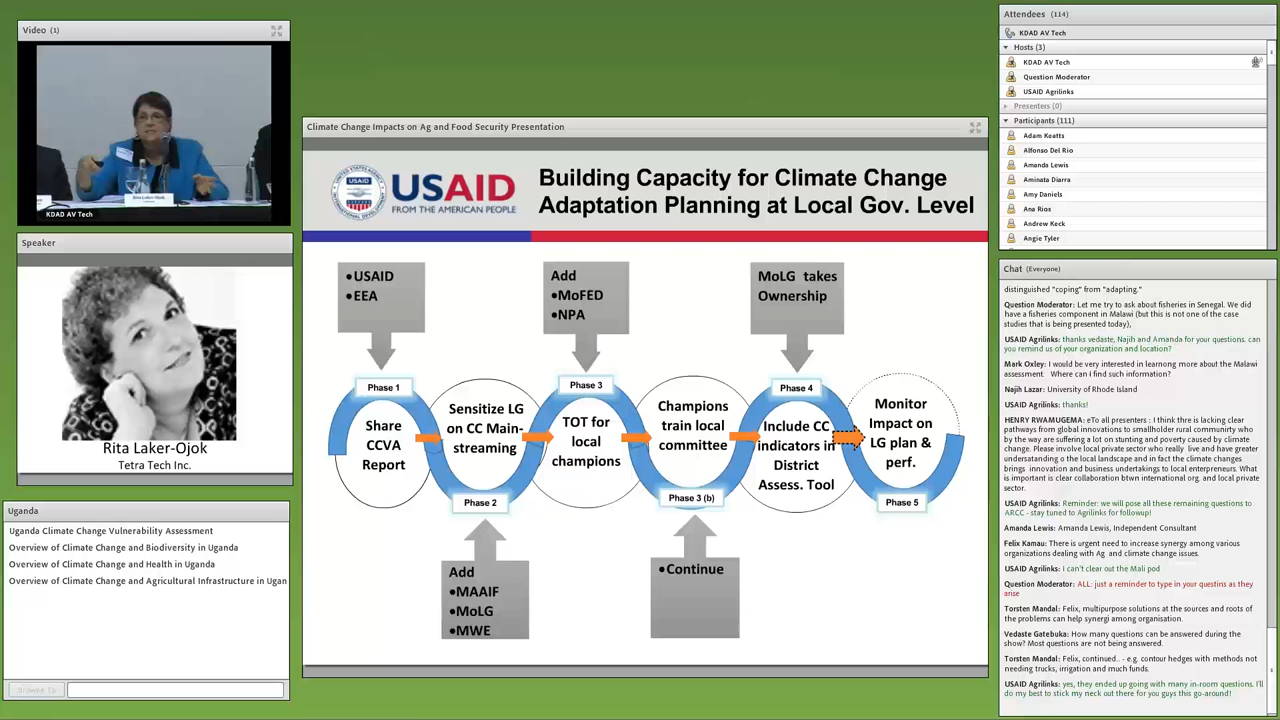 Video (1)
KDAD AV Tech
Speaker
Rita Laker-Ojok
Tetra Tech Inc.
Uganda
Uganda Climate Change Vulnerability Assessment
Overview of Climate Change and Biodiversity in Uganda
Overview of Climate Change and Health in Uganda
Overview of Climate Change and Agricultural Infrastructure in Ugan
Browse To
Climate Change Impacts on Ag and Food Security Presentation
USAID
FROM THE AMERICAN PEOPLE
Building Capacity for Climate Change
Adaptation Planning at Local Gov. Level
•USAID
•EEA
Add
•MoFED
•NPA
MoLG takes
Ownership
Phase 1
Share
CCVA
Report
Sensitize LG
on CC Main-
streaming
Phase 2
Phase 3
TOT for
local
champions
Champions
train local
committee
Phase 3 (b)
Phase 4
Include CC
indicators in
District
Assess. Tool
Monitor
Impact on
LG plan &
perf.
Phase 5
Add
•MAAIF
•MoLG
•MWE
•Continue
Attendees (114)
KDAD AV Tech
Hosts (3)
KDAD AV Tech
Question Moderator
USAID Agrilinks
Presenters (0)
Participants (111)
Adam Keatts
Alfonso Del Rio
Amanda Lewis
Aminata Diarra
Amy Daniels
Ana Rios
Andrew Keck
Angie Tyler
Chat (Everyone)
distinguished "coping" from "adapting."
Question Moderator: Let me try to ask about fisheries in Senegal. We did
have a fisheries component in Malawi (but this is not one of the case
studies that is being presented today),
USAID Agrilinks: thanks vedaste, Najih and Amanda for your questions. can
you remind us of your organization and location?
Mark Oxley: I would be very interested in learnong more about the Malawi
assessment. Where can I find such information?
Najih Lazar: University of Rhode Island
USAID Agrilinks: thanks!
HENRY RWAMUGEMA: eTo all presenters : I think thre is lacking clear
pathways from global innovations to smallholder rural community who
by the way are suffering a lot on stunting and poverty caused by climate
change. Please involve local private sector who really live and have greater
understanding o the local landscape and in fact the climate changes
brings innovation and business undertakings to local enterpreners. What
is important is clear collaboration btwn international org. and local private
sector.
USAID Agrilinks: Reminder: we will pose all these remaining questions to
ARCC - stay tuned to Agrilinks for followup!
Amanda Lewis: Amanda Lewis, Independent Consultant
Felix Kamau: There is urgent need to increase synergy among various
organizations dealing with Ag and climate change issues.
USAID Agrilinks: I can't clear out the Mali pod
Question Moderator: ALL: just a reminder to type in your questins as they
arise
Torsten Mandal: Felix, multipurpose solutions at the sources and roots of
the problems can help synergi among organisation.
Vedaste Gatebuka: How many questions can be answered during the
show? Most questions are not being answered.
Torsten Mandal: Felix, continued.. - e.g. contour hedges with methods not
needing trucks, irrigation and much funds.
USAID Agrilinks: yes, they ended up going with many in-room questions. I'll
do my best to stick my neck out there for you guys this go-around!